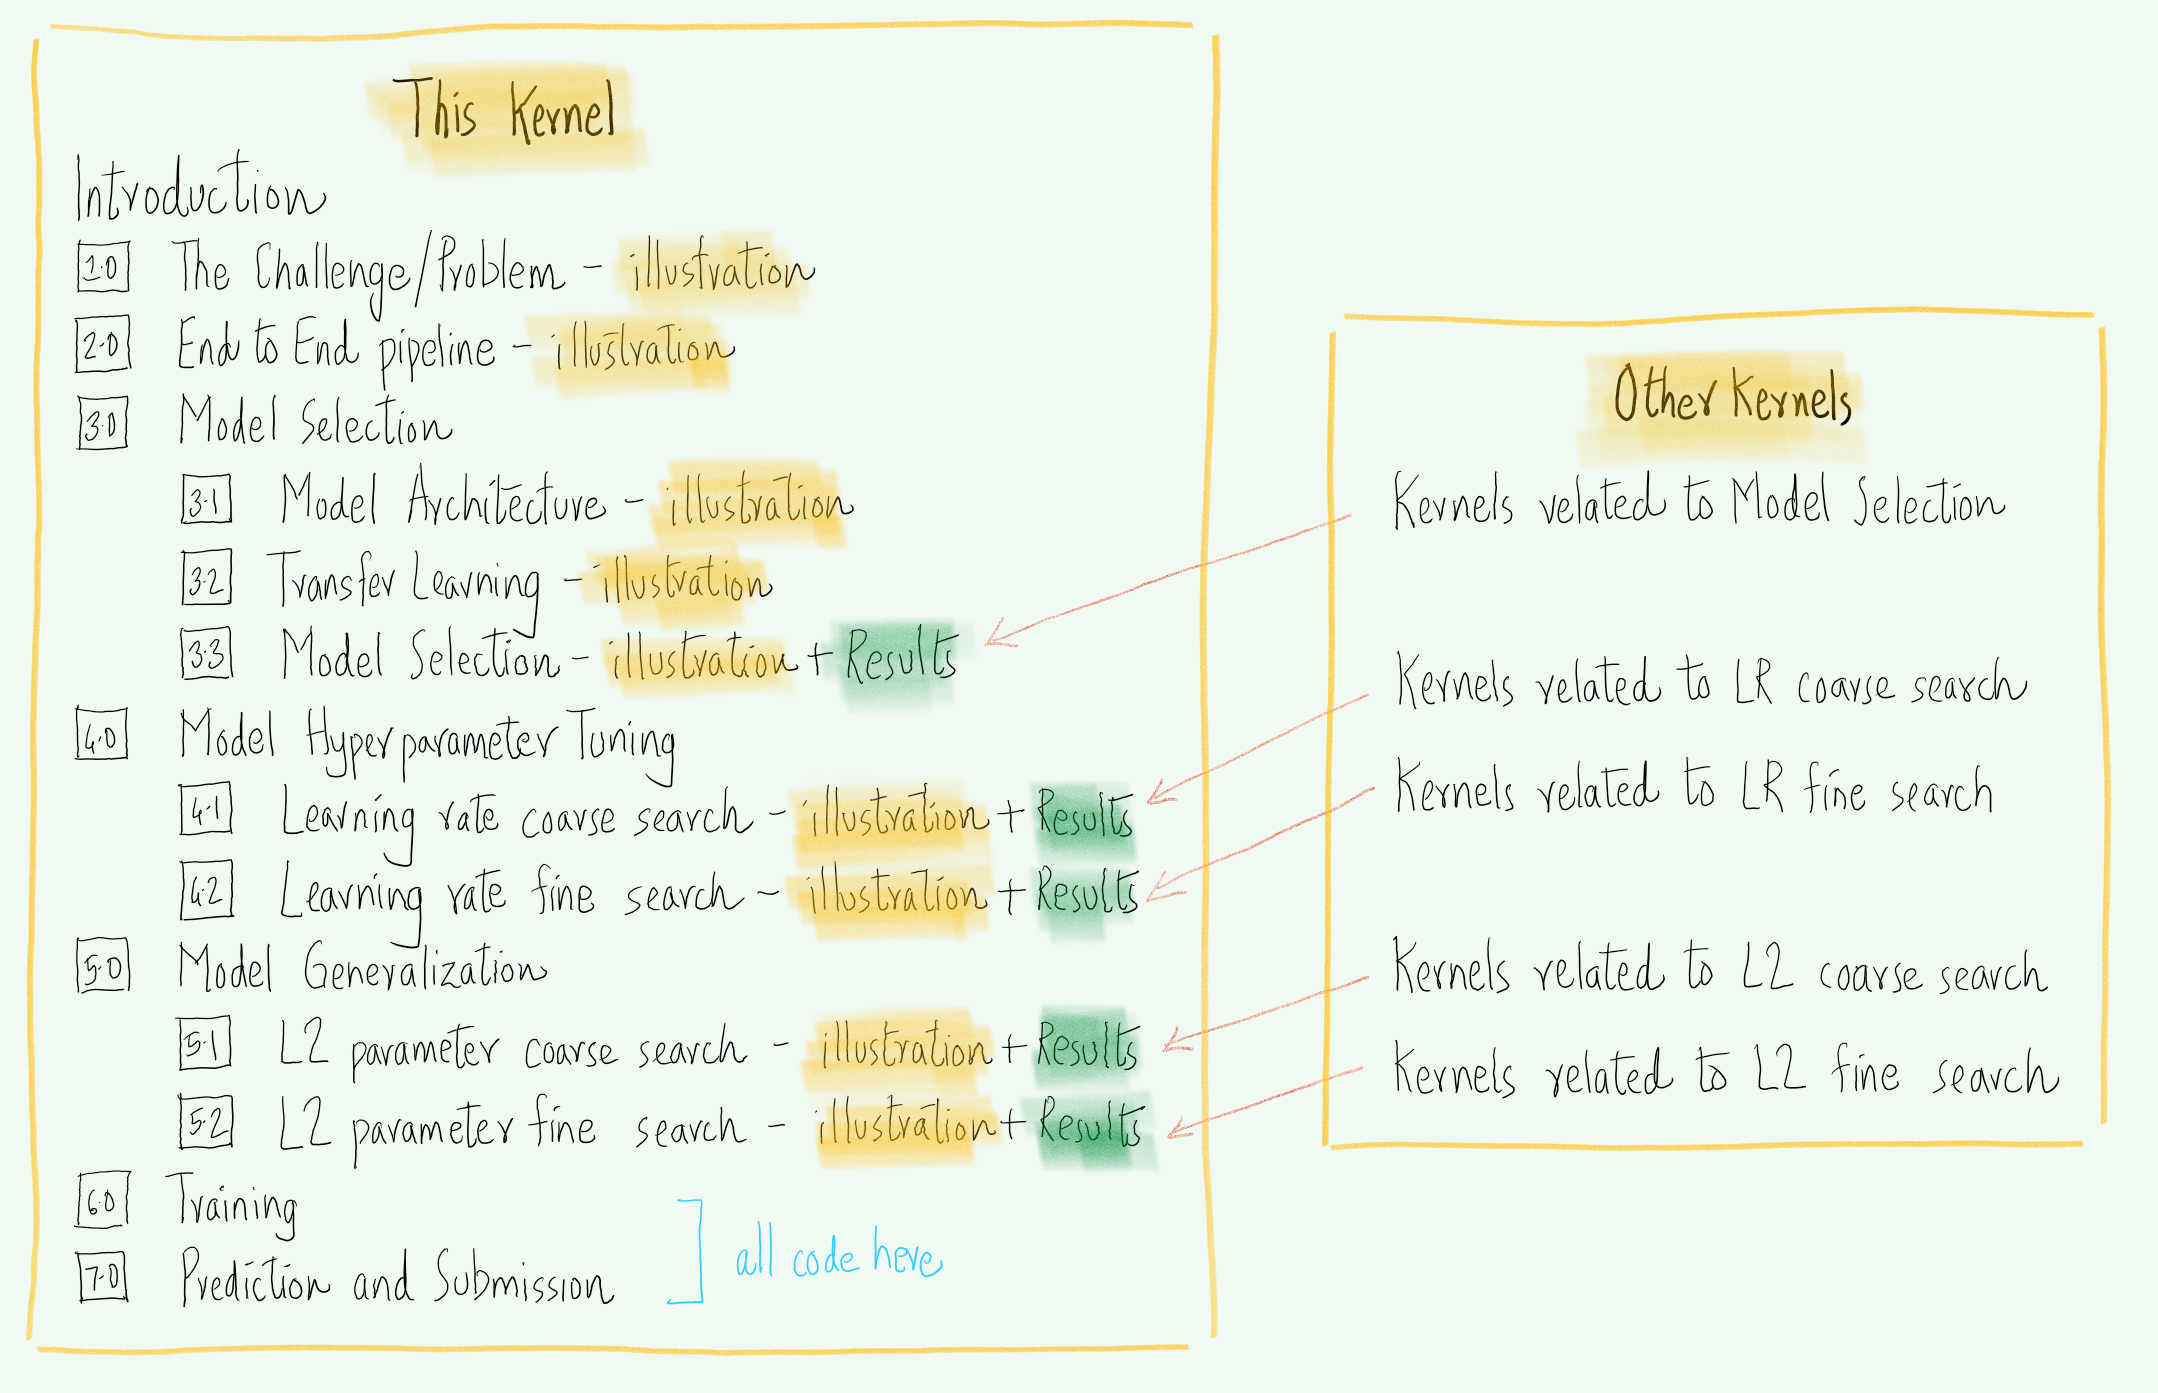 This Kernel
Introduction
1.0 The Challenge/Problem - illustration
2.0 End to End pipeline - illustration
3.0 Model Selection
3.1 Model Architecture - illustration
3.2 Transfer Learning - illustration
3.3 Model Selection - illustration + Results
4.0 Model Hyperparameter Tuning
4.1 Learning rate coarse search - illustration + Results
4.2 Learning rate fine search - illustration + Results
5.0 Model Generalization
5.1 L2 parameter coarse search - illustration + Results
5.2 L2 parameter fine search - illustration + Results
6.0 Training
7.0 Prediction and Submission
all code here
Other Kernels
Kernels related to Model Selection
Kernels related to LR coarse search
Kernels related to LR fine search
Kernels related to L2 coarse search
Kernels related to L2 fine search